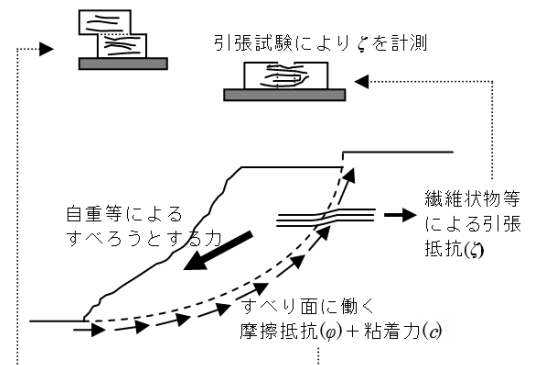 引張試験によりζを計測
自重等による
すべろうとする力
繊維状物等
による引張
抵抗(ζ)
すべり面に働く
摩擦抵抗(φ)＋粘着力(c)